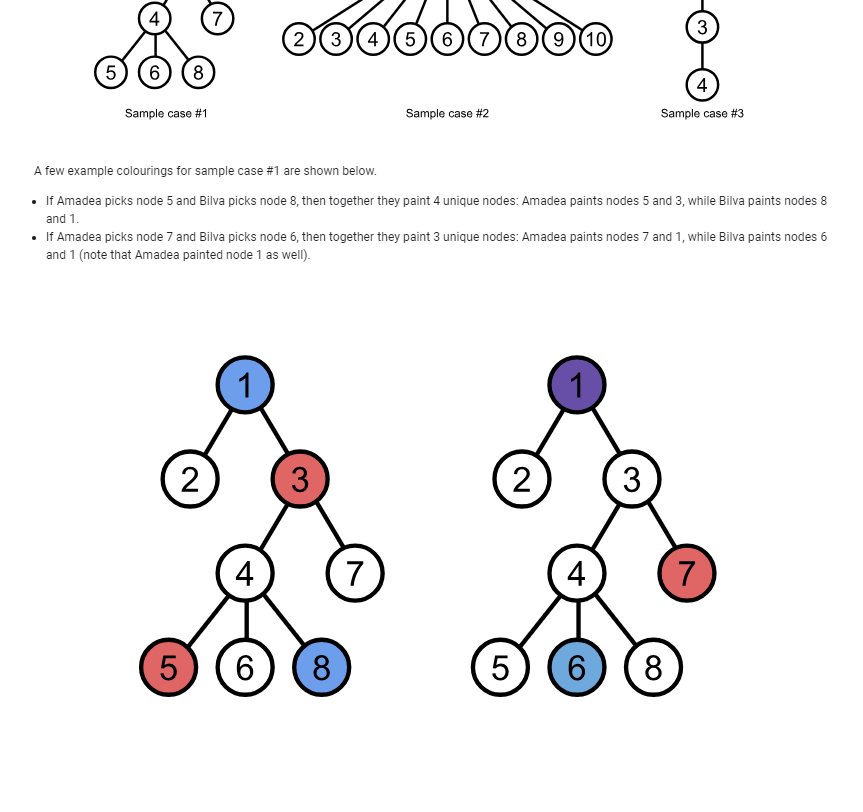 4 7
2 3 4 5 6 7 8 9 10
3
5 6 8
4
Sample case #1 Sample case #2 Sample case #3
A few example colourings for sample case #1 are shown below.
If Amadea picks node 5 and Bilva picks node 8, then together they paint 4 unique nodes: Amadea paints nodes 5 and 3, while Bilva paints nodes 8
and 1.
If Amadea picks node 7 and Bilva picks node 6, then together they paint 3 unique nodes: Amadea paints nodes 7 and 1, while Bilva paints nodes 6
and 1 (note that Amadea painted node 1 as well).
1 1
2 3 2 3
4 7 4 7
5 6 8 5 6 8